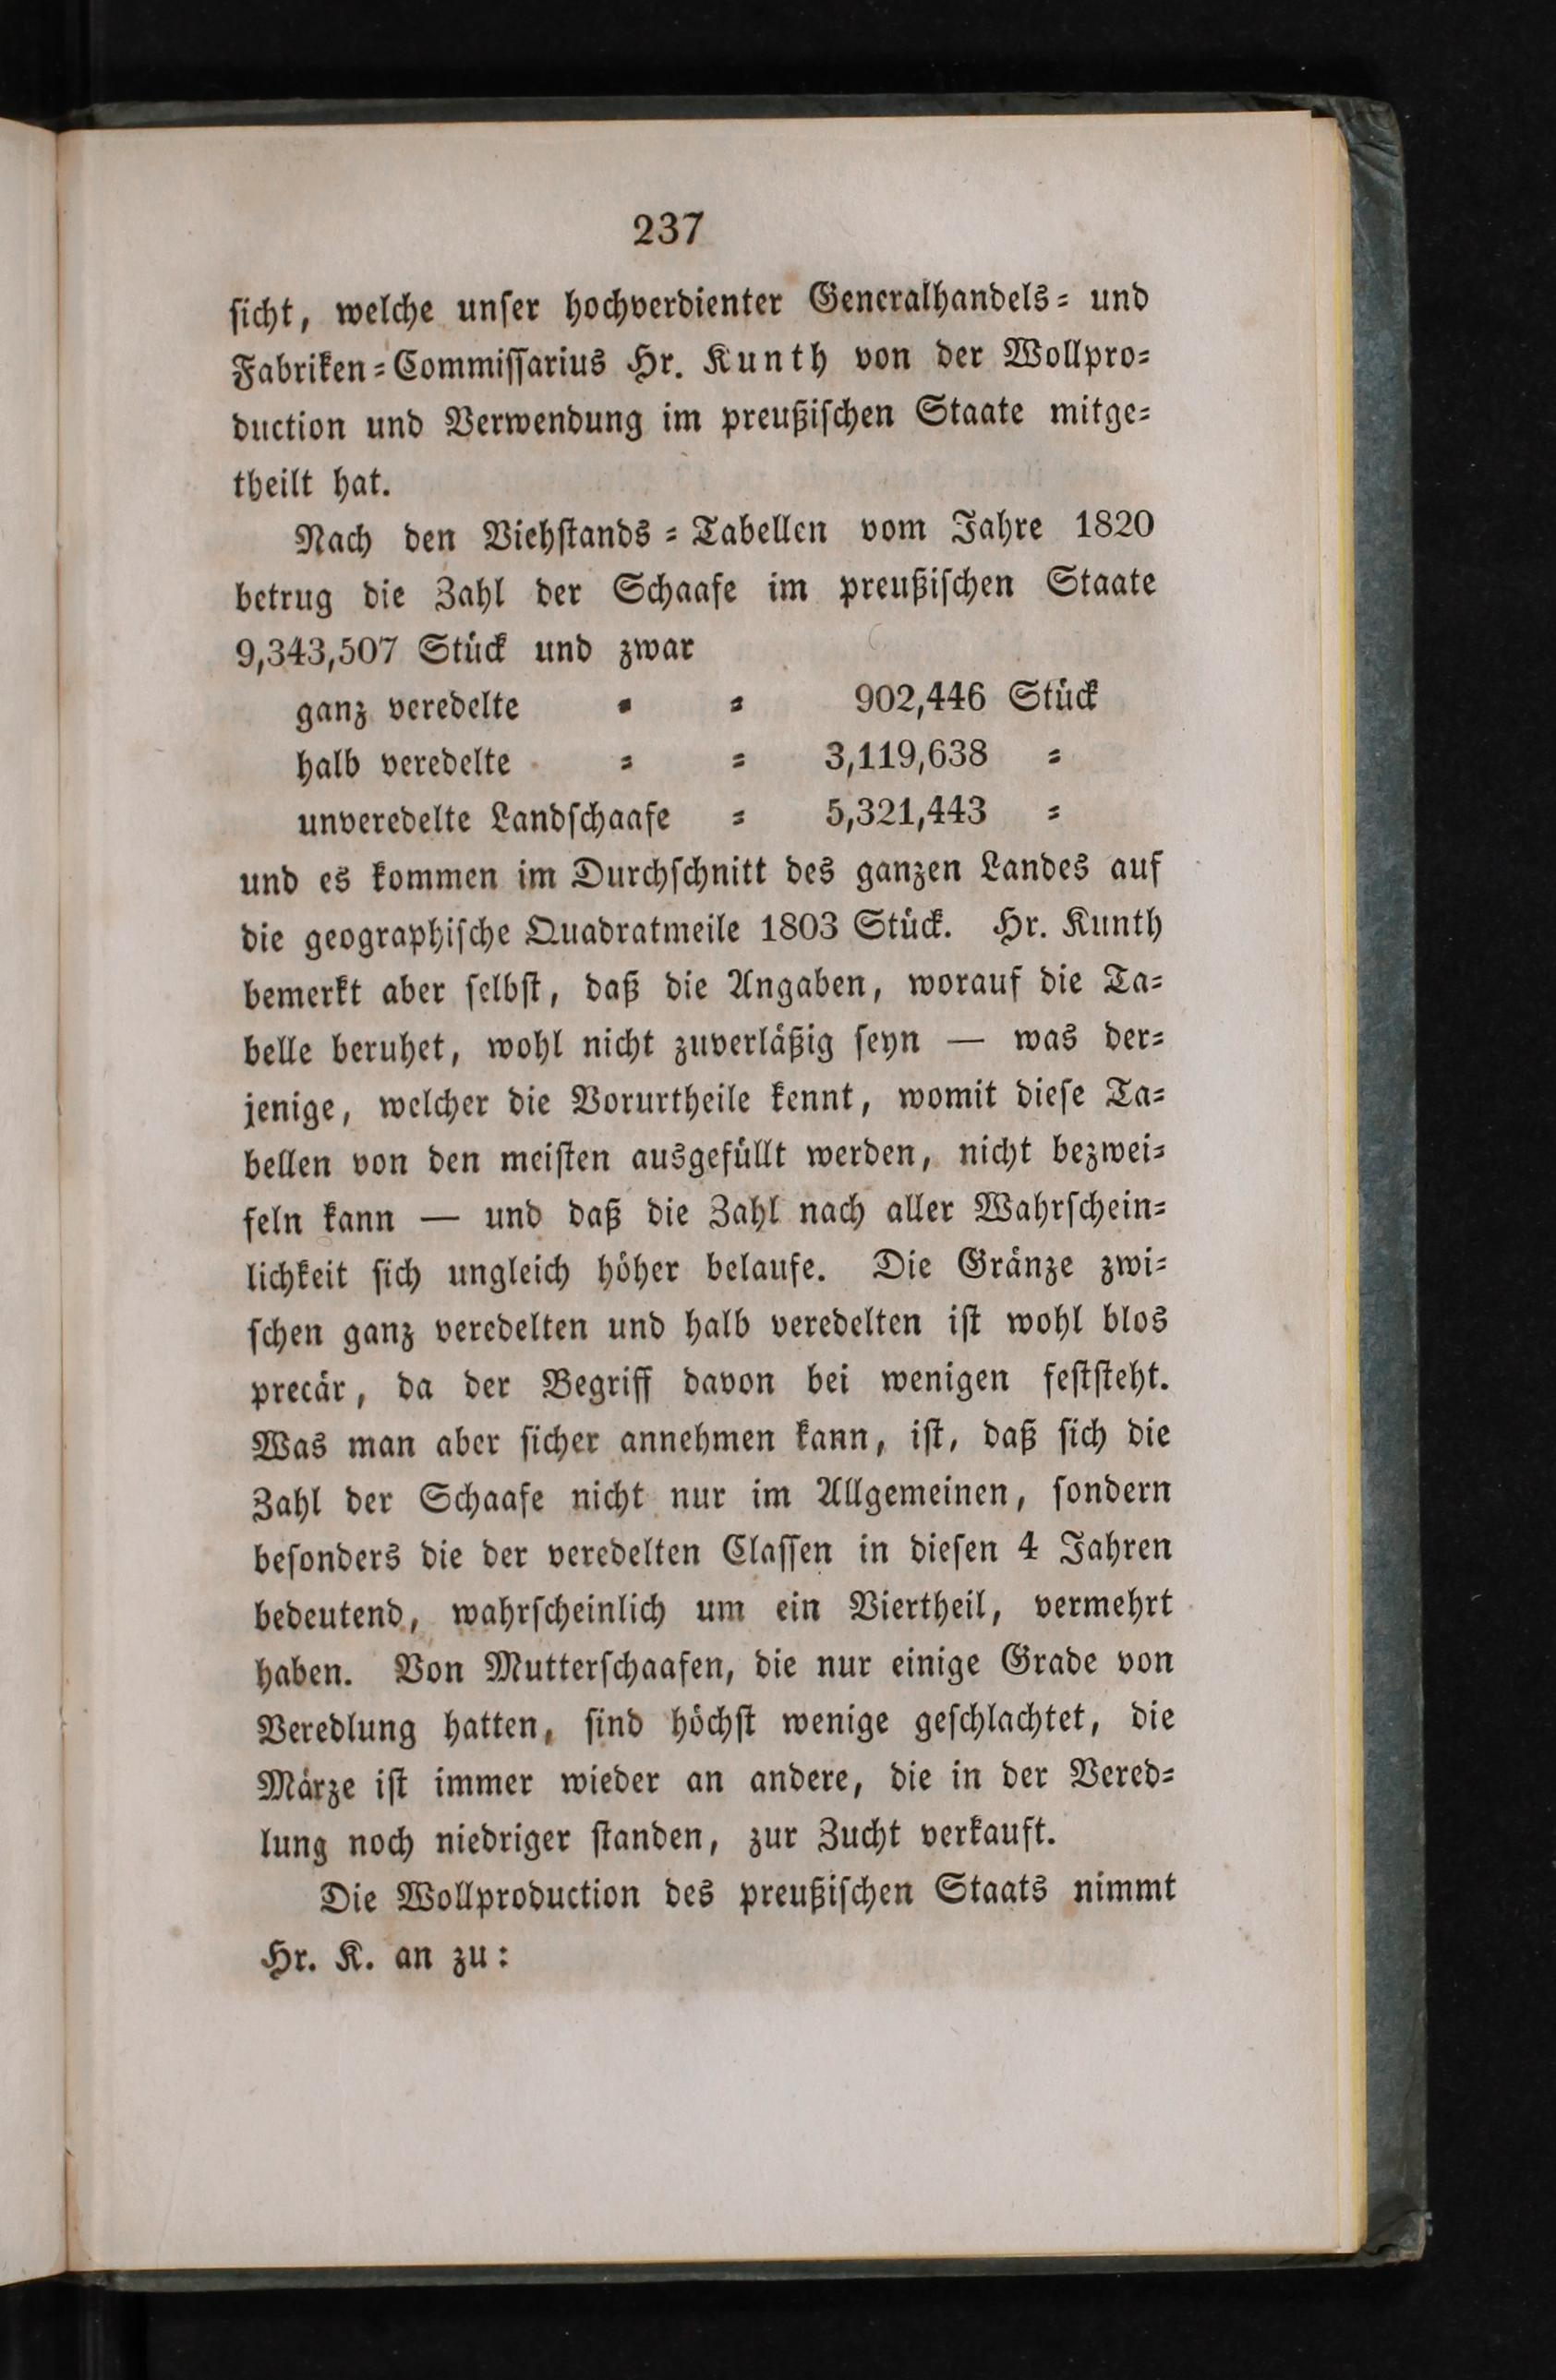 237
ſicht, welche unſer hochverdienter Generalhandels= und
Fabriken=Commiſſarius Hr. Kunth von der Wollpro=
duction und Verwendung im preußiſchen Staate mitge=
theilt hat.
Nach den Viehſtands = Tabellen vom Jahre 1820
betrug die Zahl der Schaafe im preußiſchen Staate
9,343,507 Stück und zwar
ganz veredelte = = 902,446 Stück
halb veredelte = = 3,119,638 =
unveredelte Landſchaafe = 5,321,443 =
und es kommen im Durchſchnitt des ganzen Landes auf
die geographiſche Quadratmeile 1803 Stück. Hr. Kunth
bemerkt aber ſelbſt, daß die Angaben, worauf die Ta=
belle beruhet, wohl nicht zuverläßig ſeyn — was der=
jenige, welcher die Vorurtheile kennt, womit dieſe Ta=
bellen von den meiſten ausgefüllt werden, nicht bezwei=
feln kann — und daß die Zahl nach aller Wahrſchein=
lichkeit ſich ungleich höher belaufe. Die Gränze zwi=
ſchen ganz veredelten und halb veredelten iſt wohl blos
precär, da der Begriff davon bei wenigen feſtſteht.
Was man aber ſicher annehmen kann, iſt, daß ſich die
Zahl der Schaafe nicht nur im Allgemeinen, ſondern
beſonders die der veredelten Claſſen in dieſen 4 Jahren
bedeutend, wahrſcheinlich um ein Viertheil, vermehrt
haben. Von Mutterſchaafen, die nur einige Grade von
Veredlung hatten, ſind höchſt wenige geſchlachtet, die
Märze iſt immer wieder an andere, die in der Vered=
lung noch niedriger ſtanden, zur Zucht verkauft.
Die Wollproduction des preußiſchen Staats nimmt
Hr. K. an zu: